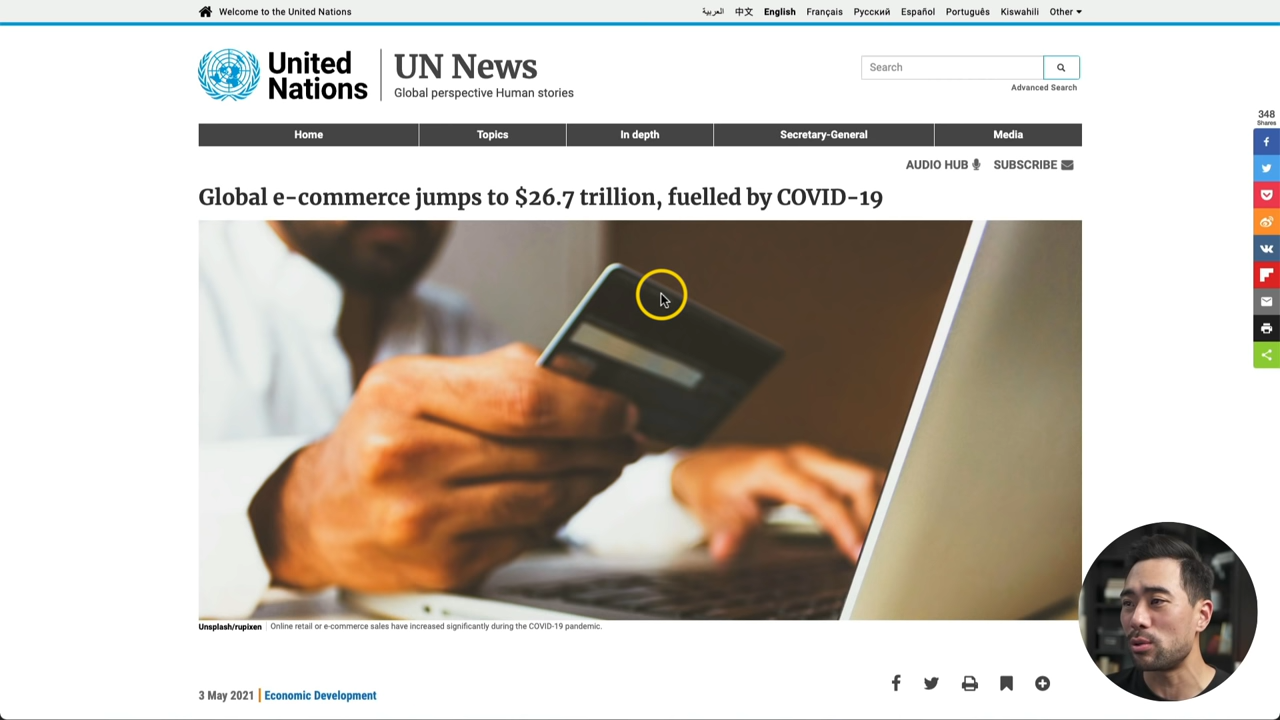 Welcome to the United Nations
العربية 中文 English Français Русский Español Português Kiswahili Other
United Nations
UN News
Global perspective Human stories
Search
Advanced Search
Home Topics In depth Secretary-General Media
AUDIO HUB SUBSCRIBE
348
Shares
Global e-commerce jumps to $26.7 trillion, fuelled by COVID-19
Unsplash/rupixen Online retail or e-commerce sales have increased significantly during the COVID-19 pandemic.
3 May 2021 Economic Development